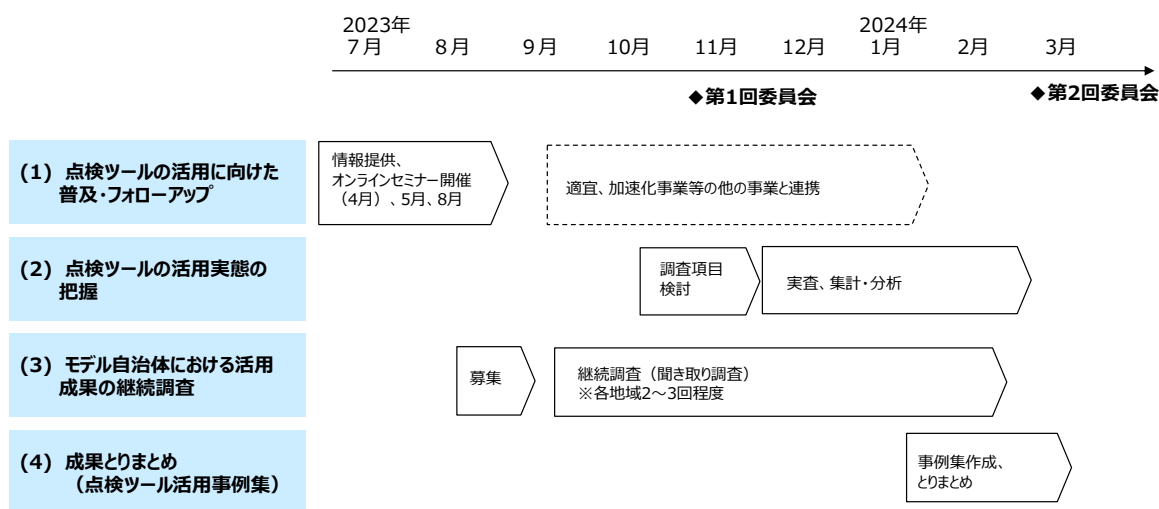 2023年
7月 8月 9月 10月 11月 12月 2024年 1月 2月 3月
◆第1回委員会 ◆第2回委員会
(1) 点検ツールの活用に向けた
普及・フォローアップ
情報提供、
オンラインセミナー開催
(4月)、5月、8月
適宜、加速化事業等の他の事業と連携
(2) 点検ツールの活用実態の
把握
調査項目
検討
実査、集計・分析
(3) モデル自治体における活用
成果の継続調査
募集
継続調査(聞き取り調査)
※各地域2~3回程度
(4) 成果とりまとめ
(点検ツール活用事例集)
事例集作成、
とりまとめ